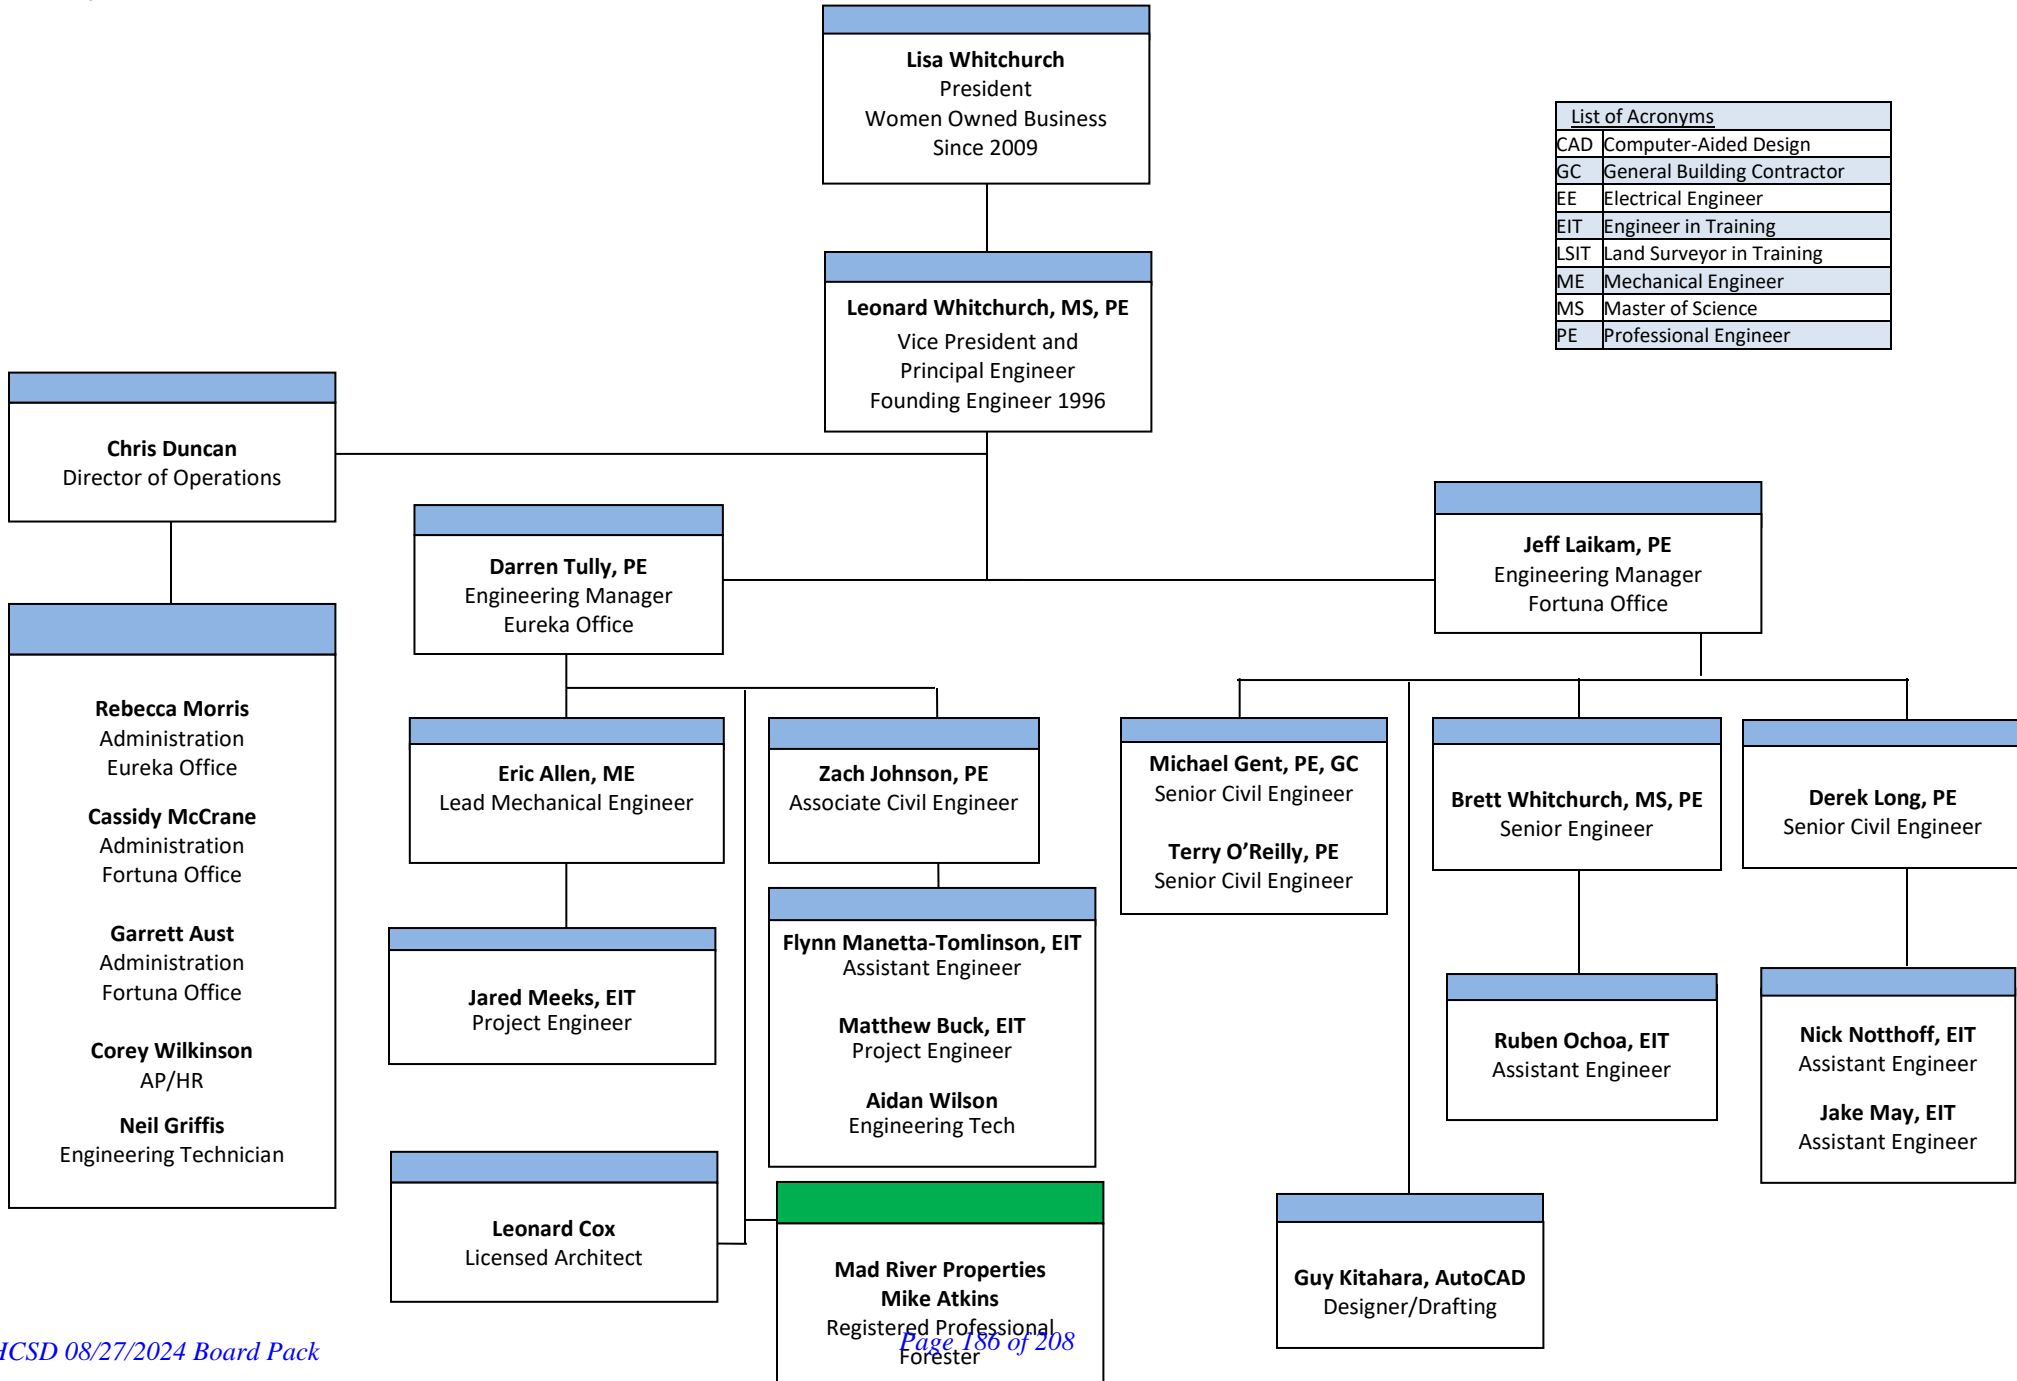 Lisa Whitchurch
President
Women Owned Business
Since 2009
List of Acronyms
CAD Computer-Aided Design
GC General Building Contractor
EE Electrical Engineer
EIT Engineer in Training
LSIT Land Surveyor in Training
ME Mechanical Engineer
MS Master of Science
PE Professional Engineer
Leonard Whitchurch, MS, PE
Vice President and
Principal Engineer
Founding Engineer 1996
Chris Duncan
Director of Operations
Darren Tully, PE
Engineering Manager
Eureka Office
Jeff Laikam, PE
Engineering Manager
Fortuna Office
Rebecca Morris
Administration
Eureka Office
Cassidy McCrane
Administration
Fortuna Office
Garrett Aust
Administration
Fortuna Office
Corey Wilkinson
AP/HR
Neil Griffis
Engineering Technician
Eric Allen, ME
Lead Mechanical Engineer
Zach Johnson, PE
Associate Civil Engineer
Michael Gent, PE, GC
Senior Civil Engineer
Terry O’Reilly, PE
Senior Civil Engineer
Brett Whitchurch, MS, PE
Senior Engineer
Derek Long, PE
Senior Civil Engineer
Jared Meeks, EIT
Project Engineer
Flynn Manetta-Tomlinson, EIT
Assistant Engineer
Matthew Buck, EIT
Project Engineer
Aidan Wilson
Engineering Tech
Ruben Ochoa, EIT
Assistant Engineer
Nick Notthoff, EIT
Assistant Engineer
Jake May, EIT
Assistant Engineer
Leonard Cox
Licensed Architect
Mad River Properties
Mike Atkins
Registered Professional
Forester
Guy Kitahara, AutoCAD
Designer/Drafting
HCSD 08/27/2024 Board Pack
Page 186 of 208